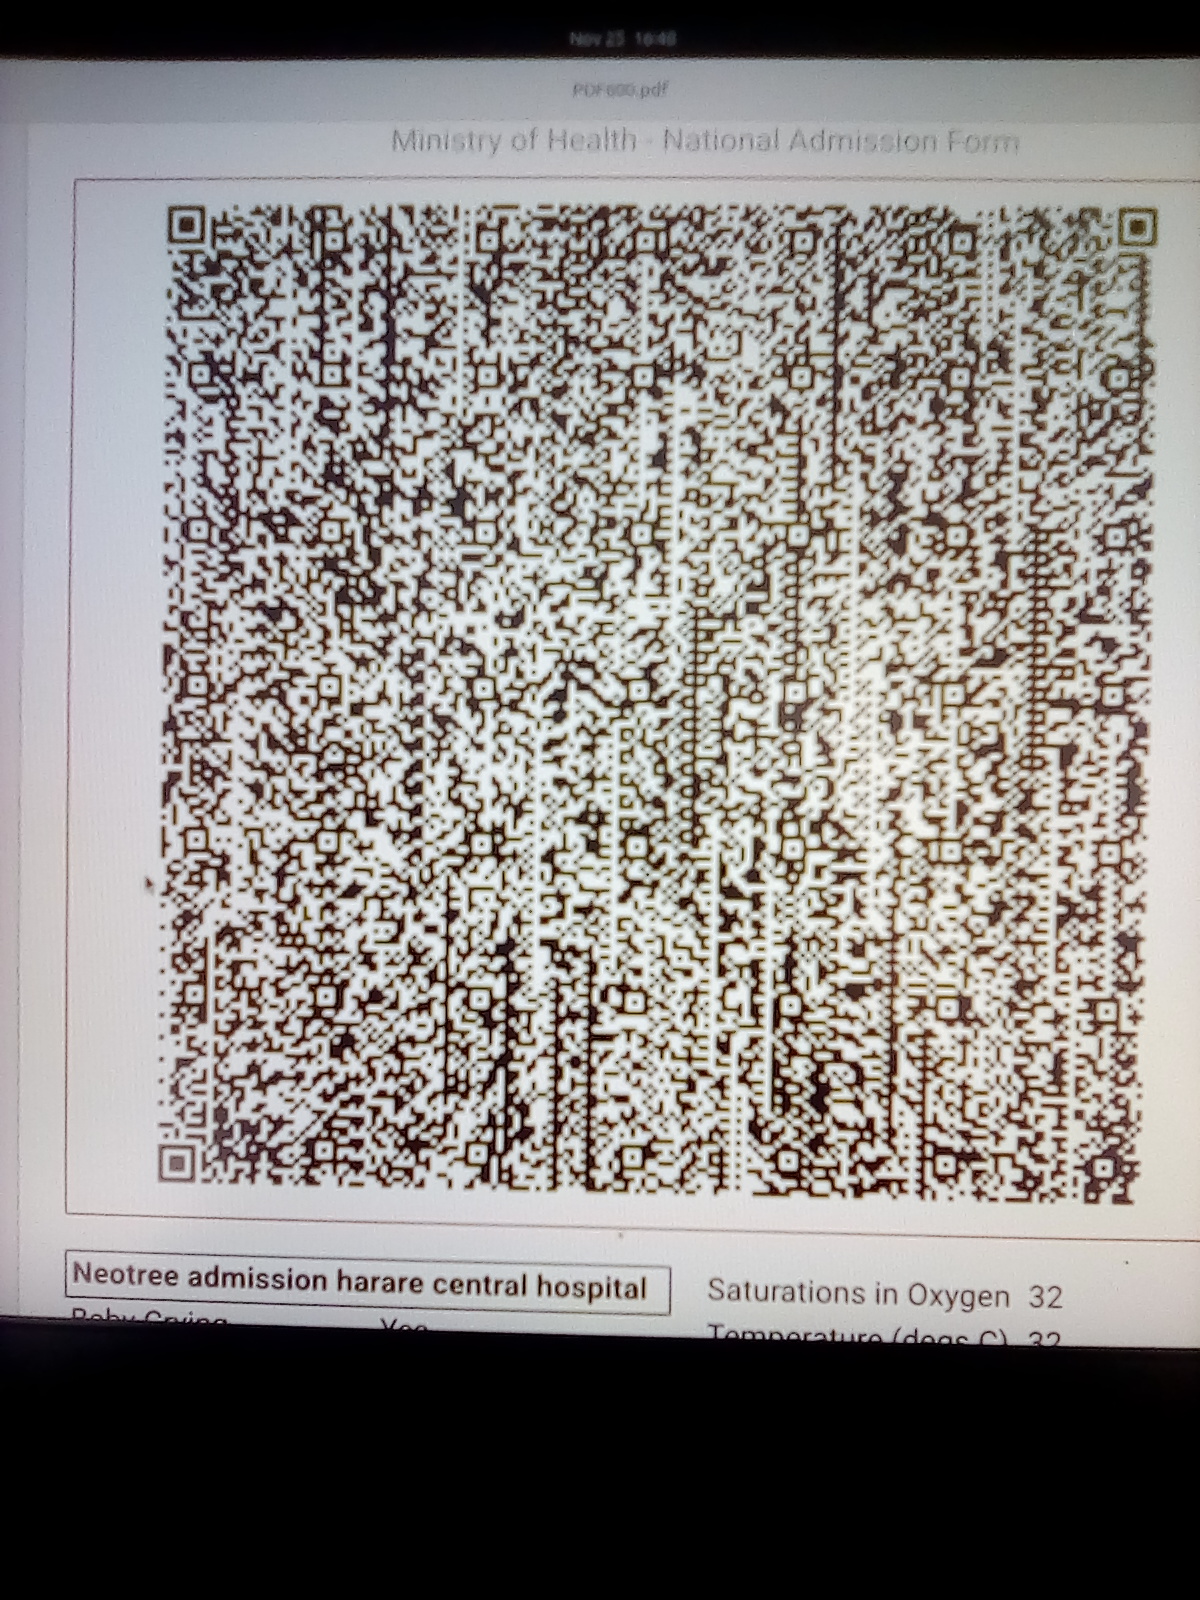 Nov 25 16:48
PDF600.pdf
Ministry of Health - National Admission Form
Neotree admission harare central hospital
Saturations in Oxygen 32
Baby Crying Yes
Temperature (degs C) 32